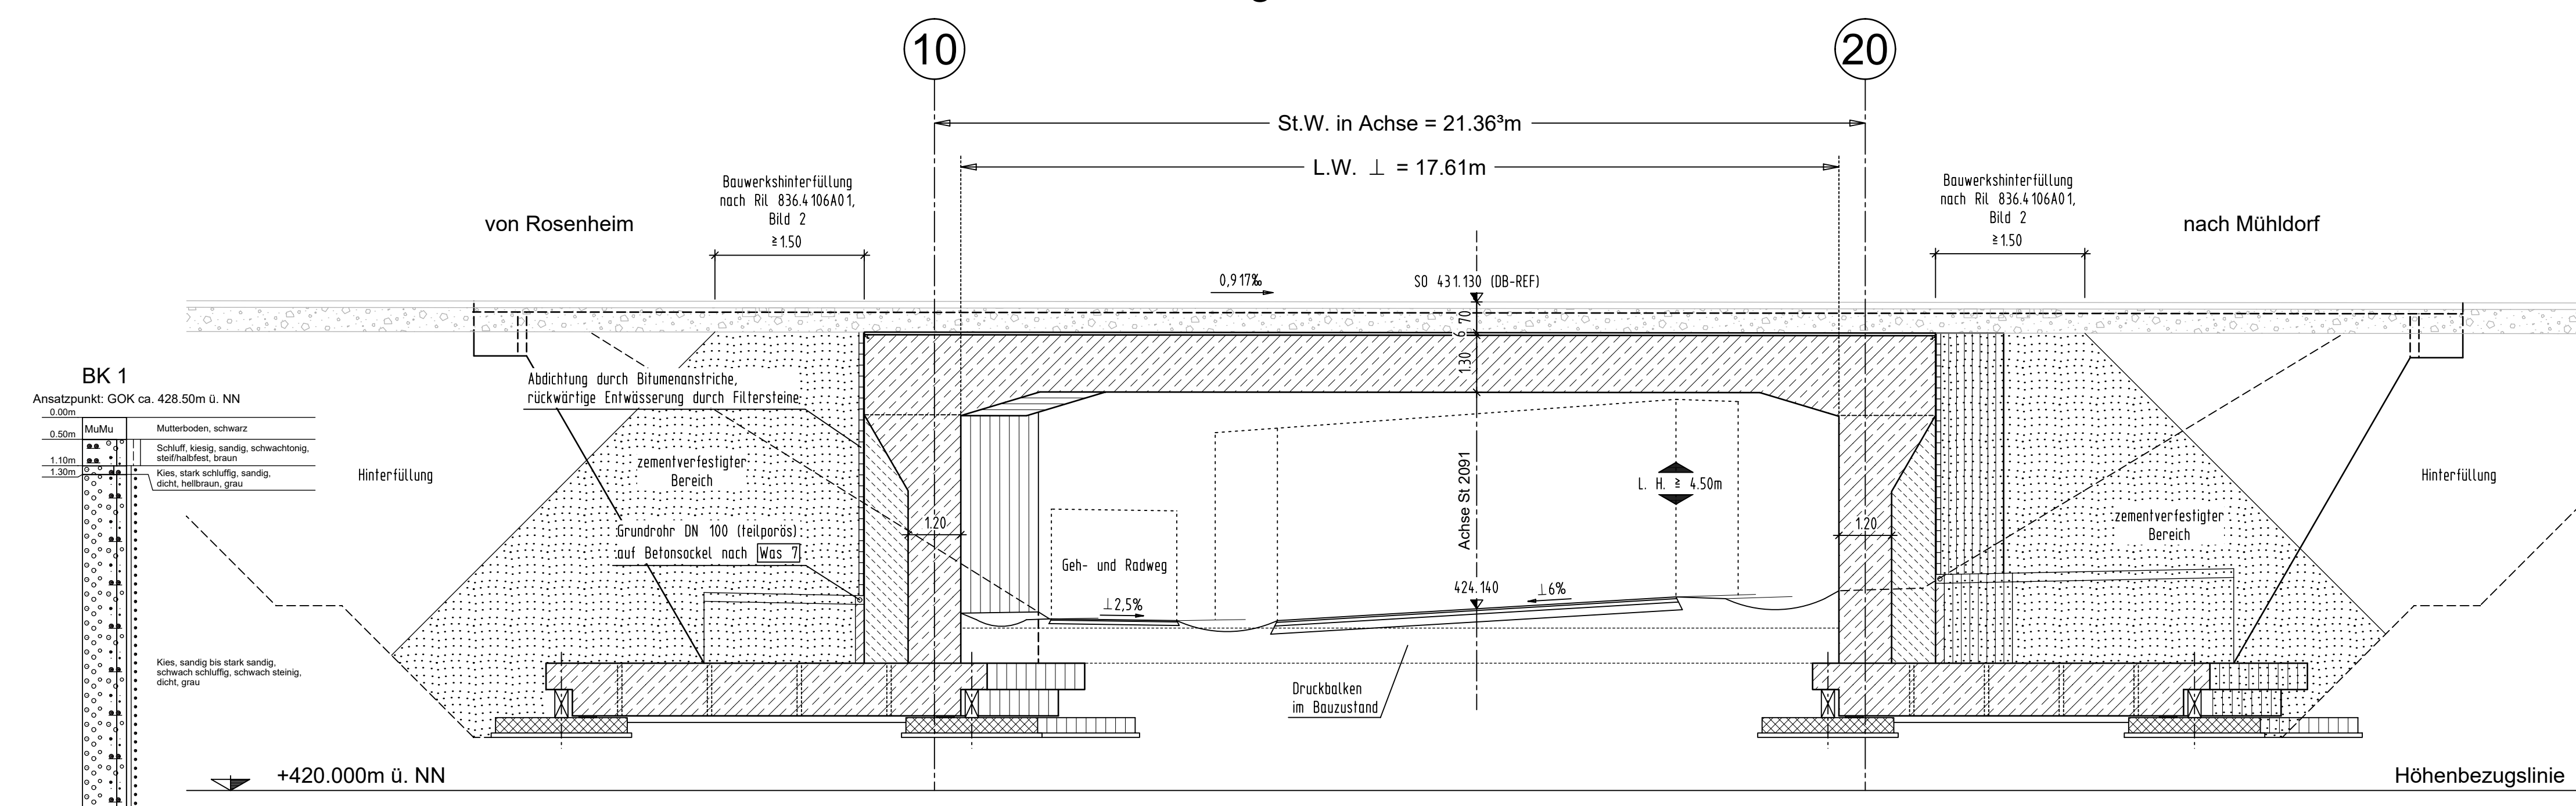 10
20
St.W. in Achse = 21.36³m
L.W. ⊥ = 17.61m
Bauwerkshinterfüllung
nach Ril 836.4106A01,
Bild 2
≥1.50
von Rosenheim
Bauwerkshinterfüllung
nach Ril 836.4106A01,
Bild 2
≥1.50
nach Mühldorf
0,917‰
SO 431.130 (DB-REF)
70
6
1.30
BK 1
Ansatzpunkt: GOK ca. 428.50m ü. NN
0.00m
MuMu
Mutterboden, schwarz
0.50m
Schluff, kiesig, sandig, schwachtonig,
steif/halbfest, braun
1.10m
1.30m
Kies, stark schluffig, sandig,
dicht, hellbraun, grau
Kies, sandig bis stark sandig,
schwach schluffig, schwach steinig,
dicht, grau
Abdichtung durch Bitumenanstriche,
rückwärtige Entwässerung durch Filtersteine
Hinterfüllung
zementverfestigter
Bereich
Grundrohr DN 100 (teilporös)
auf Betonsockel nach Was 7
1.20
Geh- und Radweg
⊥2,5%
Achse St 2091
424.140
⊥6%
L. H. ≥ 4.50m
1.20
zementverfestigter
Bereich
Hinterfüllung
Druckbalken
im Bauzustand
+420.000m ü. NN
Höhenbezugslinie